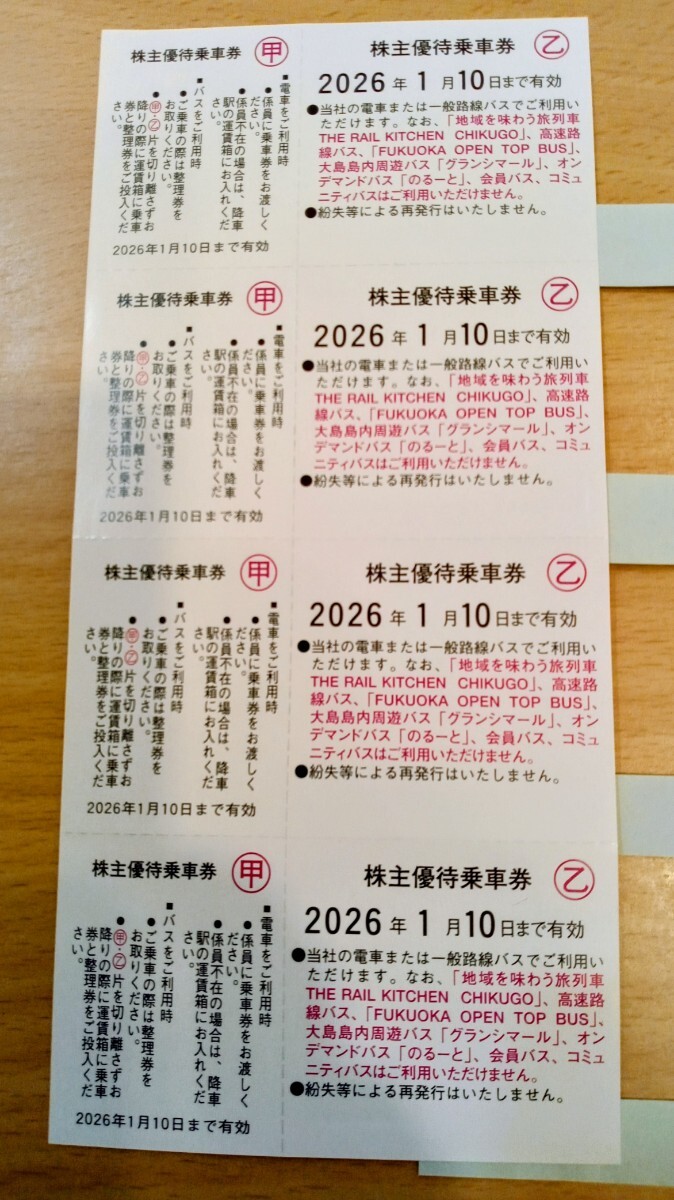 株主優待乗車券 甲
■電車をご利用時
●係員に乗車券をお渡しく
ださい。
●係員不在の場合は、降車
駅の運賃箱にお入れくだ
さい。
■バスをご利用時
●ご乗車の際は整理券を
お取りください。
●甲・乙片を切り離さずお
降りの際に運賃箱に乗車
券と整理券をご投入くだ
さい。
2026年1月10日まで有効
株主優待乗車券 乙
2026年1月10日まで有効
●当社の電車または一般路線バスでご利用い
ただけます。なお、「地域を味わう旅列車
THE RAIL KITCHEN CHIKUGO」、高速路
線バス、「FUKUOKA OPEN TOP BUS」、
大島島内周遊バス「グランシマール」、オン
デマンドバス「のるーと」、会員バス、コミュ
ニティバスはご利用いただけません。
●紛失等による再発行はいたしません。
株主優待乗車券 甲
■電車をご利用時
●係員に乗車券をお渡しく
ださい。
●係員不在の場合は、降車
駅の運賃箱にお入れくだ
さい。
■バスをご利用時
●ご乗車の際は整理券を
お取りください。
●甲・乙片を切り離さずお
降りの際に運賃箱に乗車
券と整理券をご投入くだ
さい。
2026年1月10日まで有効
株主優待乗車券 乙
2026年1月10日まで有効
●当社の電車または一般路線バスでご利用い
ただけます。なお、「地域を味わう旅列車
THE RAIL KITCHEN CHIKUGO」、高速路
線バス、「FUKUOKA OPEN TOP BUS」、
大島島内周遊バス「グランシマール」、オン
デマンドバス「のるーと」、会員バス、コミュ
ニティバスはご利用いただけません。
●紛失等による再発行はいたしません。
株主優待乗車券 甲
■電車をご利用時
●係員に乗車券をお渡しく
ださい。
●係員不在の場合は、降車
駅の運賃箱にお入れくだ
さい。
■バスをご利用時
●ご乗車の際は整理券を
お取りください。
●甲・乙片を切り離さずお
降りの際に運賃箱に乗車
券と整理券をご投入くだ
さい。
2026年1月10日まで有効
株主優待乗車券 乙
2026年1月10日まで有効
●当社の電車または一般路線バスでご利用い
ただけます。なお、「地域を味わう旅列車
THE RAIL KITCHEN CHIKUGO」、高速路
線バス、「FUKUOKA OPEN TOP BUS」、
大島島内周遊バス「グランシマール」、オン
デマンドバス「のるーと」、会員バス、コミュ
ニティバスはご利用いただけません。
●紛失等による再発行はいたしません。
株主優待乗車券 甲
■電車をご利用時
●係員に乗車券をお渡しく
ださい。
●係員不在の場合は、降車
駅の運賃箱にお入れくだ
さい。
■バスをご利用時
●ご乗車の際は整理券を
お取りください。
●甲・乙片を切り離さずお
降りの際に運賃箱に乗車
券と整理券をご投入くだ
さい。
2026年1月10日まで有効
株主優待乗車券 乙
2026年1月10日まで有効
●当社の電車または一般路線バスでご利用い
ただけます。なお、「地域を味わう旅列車
THE RAIL KITCHEN CHIKUGO」、高速路
線バス、「FUKUOKA OPEN TOP BUS」、
大島島内周遊バス「グランシマール」、オン
デマンドバス「のるーと」、会員バス、コミュ
ニティバスはご利用いただけません。
●紛失等による再発行はいたしません。